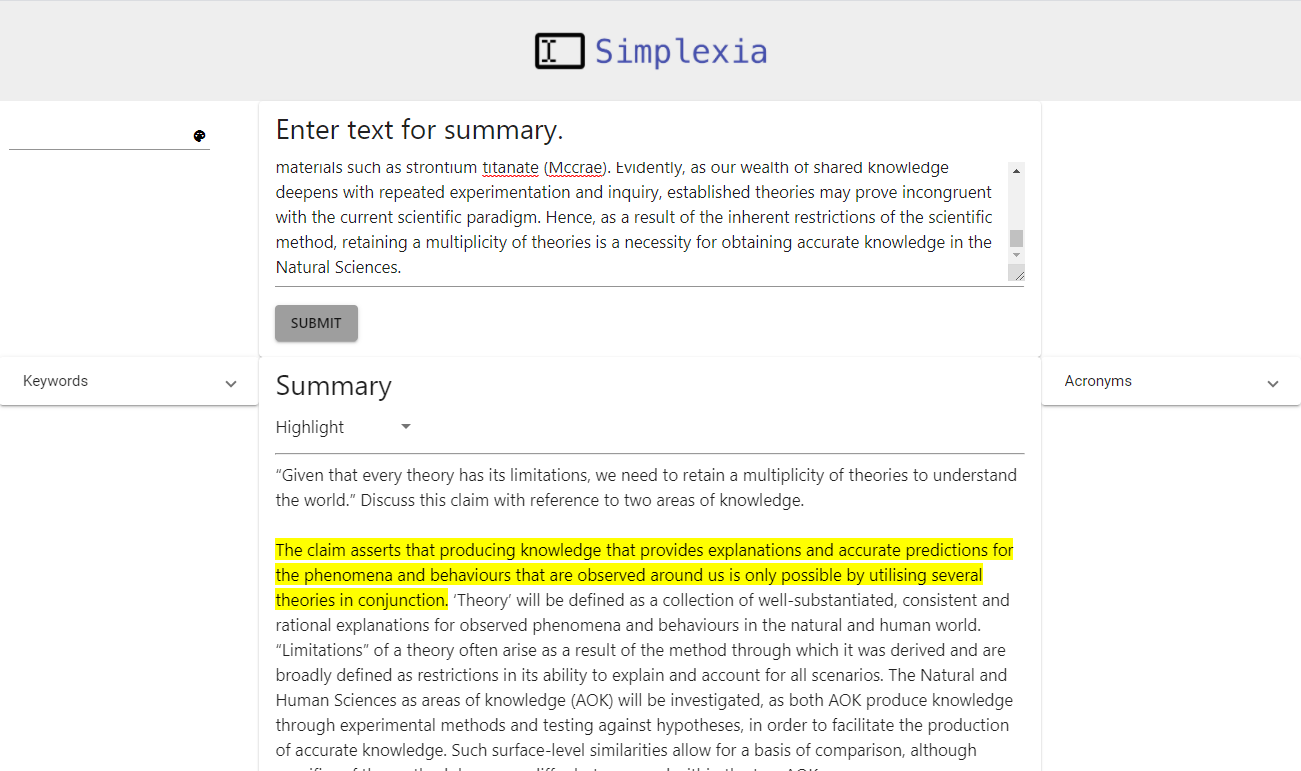 Simplexia
Enter text for summary.
materials such as strontium titanate (Mccrae). Evidently, as our wealth of shared knowledge
deepens with repeated experimentation and inquiry, established theories may prove incongruent
with the current scientific paradigm. Hence, as a result of the inherent restrictions of the scientific
method, retaining a multiplicity of theories is a necessity for obtaining accurate knowledge in the
Natural Sciences.
SUBMIT
Keywords
Summary
Acronyms
Highlight
“Given that every theory has its limitations, we need to retain a multiplicity of theories to understand
the world.” Discuss this claim with reference to two areas of knowledge.
The claim asserts that producing knowledge that provides explanations and accurate predictions for
the phenomena and behaviours that are observed around us is only possible by utilising several
theories in conjunction. ‘Theory’ will be defined as a collection of well-substantiated, consistent and
rational explanations for observed phenomena and behaviours in the natural and human world.
“Limitations” of a theory often arise as a result of the method through which it was derived and are
broadly defined as restrictions in its ability to explain and account for all scenarios. The Natural and
Human Sciences as areas of knowledge (AOK) will be investigated, as both AOK produce knowledge
through experimental methods and testing against hypotheses, in order to facilitate the production
of accurate knowledge. Such surface-level similarities allow for a basis of comparison, although